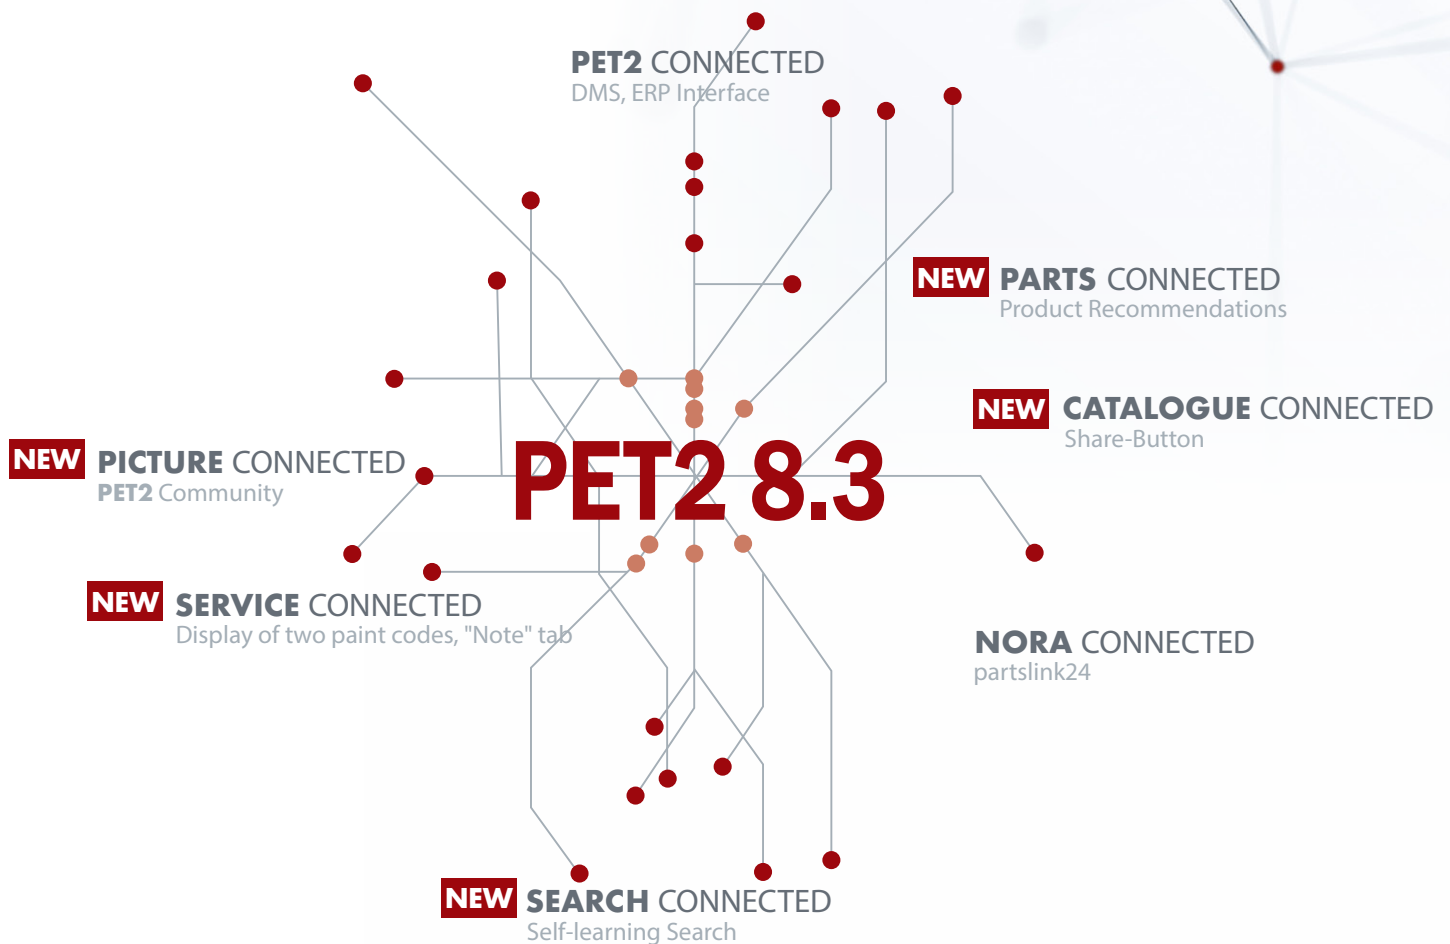 PET2 CONNECTED
DMS, ERP Interface
NEW PARTS CONNECTED
Product Recommendations
NEW CATALOGUE CONNECTED
Share-Button
NEW PICTURE CONNECTED
PET2 Community
PET2 8.3
NEW SERVICE CONNECTED
Display of two paint codes, "Note" tab
NORA CONNECTED
partslink24
NEW SEARCH CONNECTED
Self-learning Search